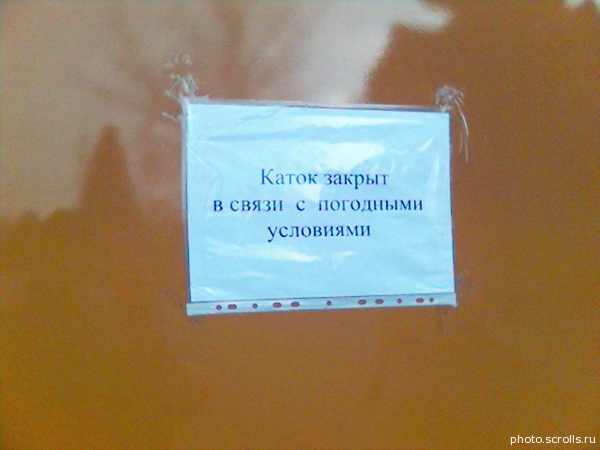 Каток закрыт
в связи с погодными
условиями
photo.scrolls.ru